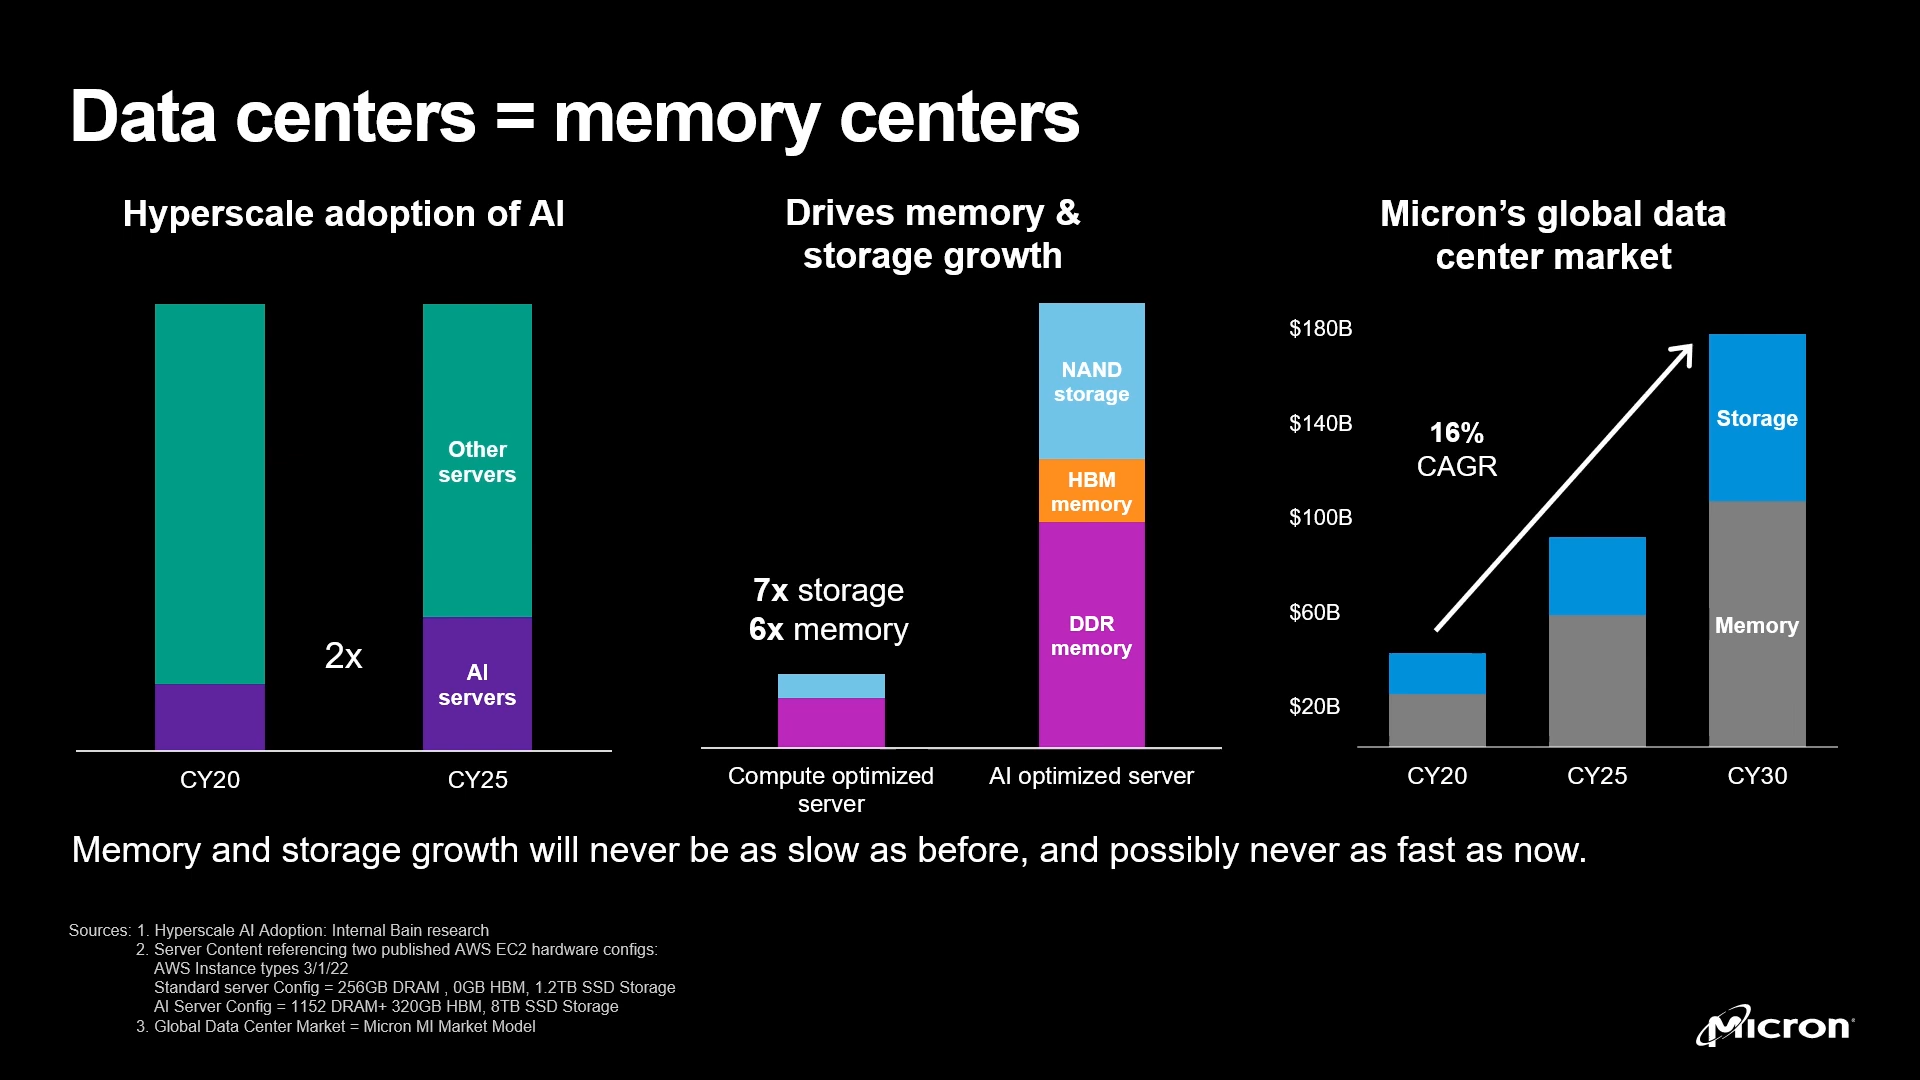 Data centers = memory centers
Hyperscale adoption of AI
Other
servers
2x
AI
servers
CY20
CY25
Drives memory &
storage growth
NAND
storage
HBM
memory
7x storage
6x memory
DDR
memory
Compute optimized
server
AI optimized server
Micron’s global data
center market
$180B
$140B
$100B
$60B
$20B
16%
CAGR
Storage
Memory
CY20
CY25
CY30
Memory and storage growth will never be as slow as before, and possibly never as fast as now.
Sources: 1. Hyperscale AI Adoption: Internal Bain research
2. Server Content referencing two published AWS EC2 hardware configs:
AWS Instance types 3/1/22
Standard server Config = 256GB DRAM , 0GB HBM, 1.2TB SSD Storage
AI Server Config = 1152 DRAM+ 320GB HBM, 8TB SSD Storage
3. Global Data Center Market = Micron MI Market Model
Micron